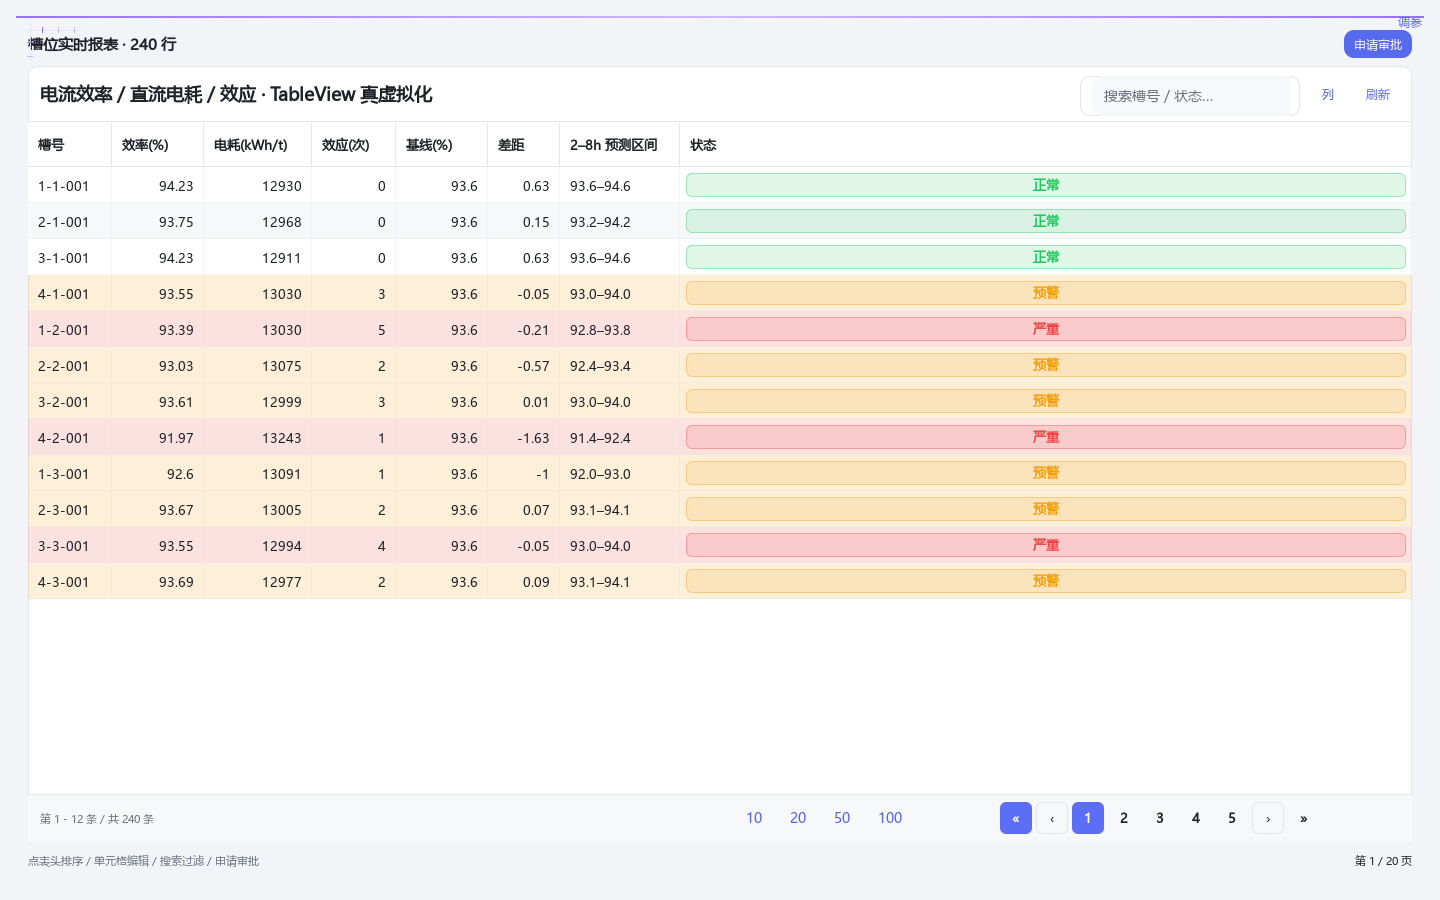 调参
槽位实时报表 · 240 行
申请审批
电流效率 / 直流电耗 / 效应 · TableView 真虚拟化
搜索槽号 / 状态...
列
刷新
槽号 效率(%) 电耗(kWh/t) 效应(次) 基线(%) 差距 2–8h 预测区间 状态
1-1-001 94.23 12930 0 93.6 0.63 93.6–94.6 正常
2-1-001 93.75 12968 0 93.6 0.15 93.2–94.2 正常
3-1-001 94.23 12911 0 93.6 0.63 93.6–94.6 正常
4-1-001 93.55 13030 3 93.6 -0.05 93.0–94.0 预警
1-2-001 93.39 13030 5 93.6 -0.21 92.8–93.8 严重
2-2-001 93.03 13075 2 93.6 -0.57 92.4–93.4 预警
3-2-001 93.61 12999 3 93.6 0.01 93.0–94.0 预警
4-2-001 91.97 13243 1 93.6 -1.63 91.4–92.4 严重
1-3-001 92.6 13091 1 93.6 -1 92.0–93.0 预警
2-3-001 93.67 13005 2 93.6 0.07 93.1–94.1 预警
3-3-001 93.55 12994 4 93.6 -0.05 93.0–94.0 严重
4-3-001 93.69 12977 2 93.6 0.09 93.1–94.1 预警
第 1 - 12 条 / 共 240 条
10 20 50 100
« ‹ 1 2 3 4 5 › »
点表头排序 / 单元格编辑 / 搜索过滤 / 申请审批
第 1 / 20 页